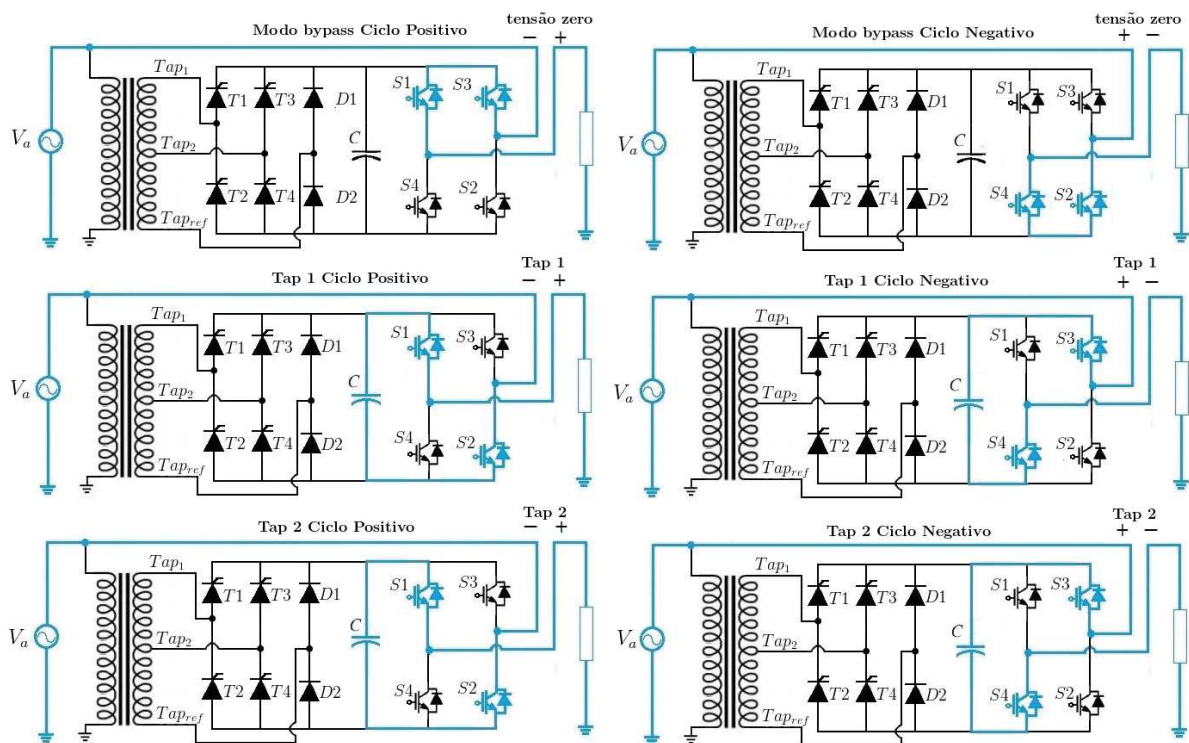 tensão zero
Modo bypass Ciclo Positivo
− +
Tap1
S1
S3
T1
T3
D1
Va
C
Tap2
T2
T4
D2
S4
S2
Tapref
tensão zero
Modo bypass Ciclo Negativo
+ −
Tap1
S1
S3
T1
T3
D1
Va
C
Tap2
T2
T4
D2
S4
S2
Tapref
Tap 1
Tap 1 Ciclo Positivo
− +
Tap1
S1
S3
T1
T3
D1
Va
C
Tap2
T2
T4
D2
S4
S2
Tapref
Tap 1
Tap 1 Ciclo Negativo
+ −
Tap1
S1
S3
T1
T3
D1
Va
C
Tap2
T2
T4
D2
S4
S2
Tapref
Tap 2
Tap 2 Ciclo Positivo
− +
Tap1
S1
S3
T1
T3
D1
Va
C
Tap2
T2
T4
D2
S4
S2
Tapref
Tap 2
Tap 2 Ciclo Negativo
+ −
Tap1
S1
S3
T1
T3
D1
Va
C
Tap2
T2
T4
D2
S4
S2
Tapref